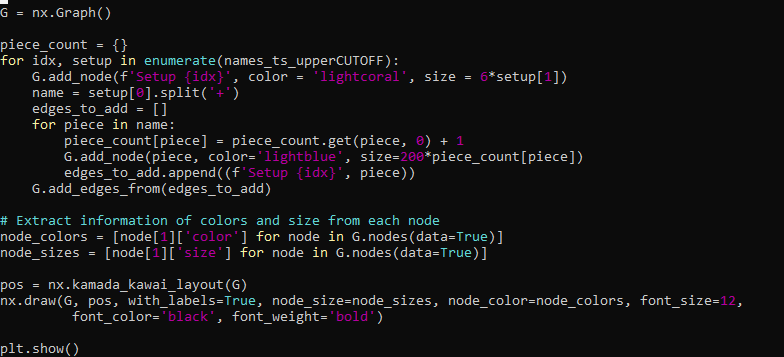 G = nx.Graph()
piece_count = {}
for idx, setup in enumerate(names_ts_upperCUTOFF):
    G.add_node(f'Setup {idx}', color = 'lightcoral', size = 6*setup[1])
    name = setup[0].split('+')
    edges_to_add = []
    for piece in name:
        piece_count[piece] = piece_count.get(piece, 0) + 1
        G.add_node(piece, color='lightblue', size=200*piece_count[piece])
        edges_to_add.append((f'Setup {idx}', piece))
    G.add_edges_from(edges_to_add)
# Extract information of colors and size from each node
node_colors = [node[1]['color'] for node in G.nodes(data=True)]
node_sizes = [node[1]['size'] for node in G.nodes(data=True)]
pos = nx.kamada_kawai_layout(G)
nx.draw(G, pos, with_labels=True, node_size=node_sizes, node_color=node_colors, font_size=12,
        font_color='black', font_weight='bold')
plt.show()